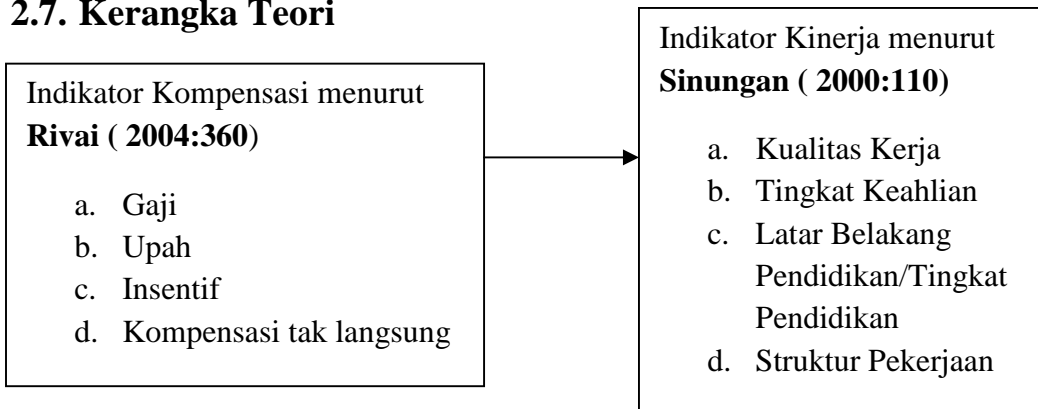 2.7. Kerangka Teori
Indikator Kompensasi menurut
Rivai ( 2004:360)
a. Gaji
b. Upah
c. Insentif
d. Kompensasi tak langsung
Indikator Kinerja menurut
Sinungan ( 2000:110)
a. Kualitas Kerja
b. Tingkat Keahlian
c. Latar Belakang
Pendidikan/Tingkat
Pendidikan
d. Struktur Pekerjaan